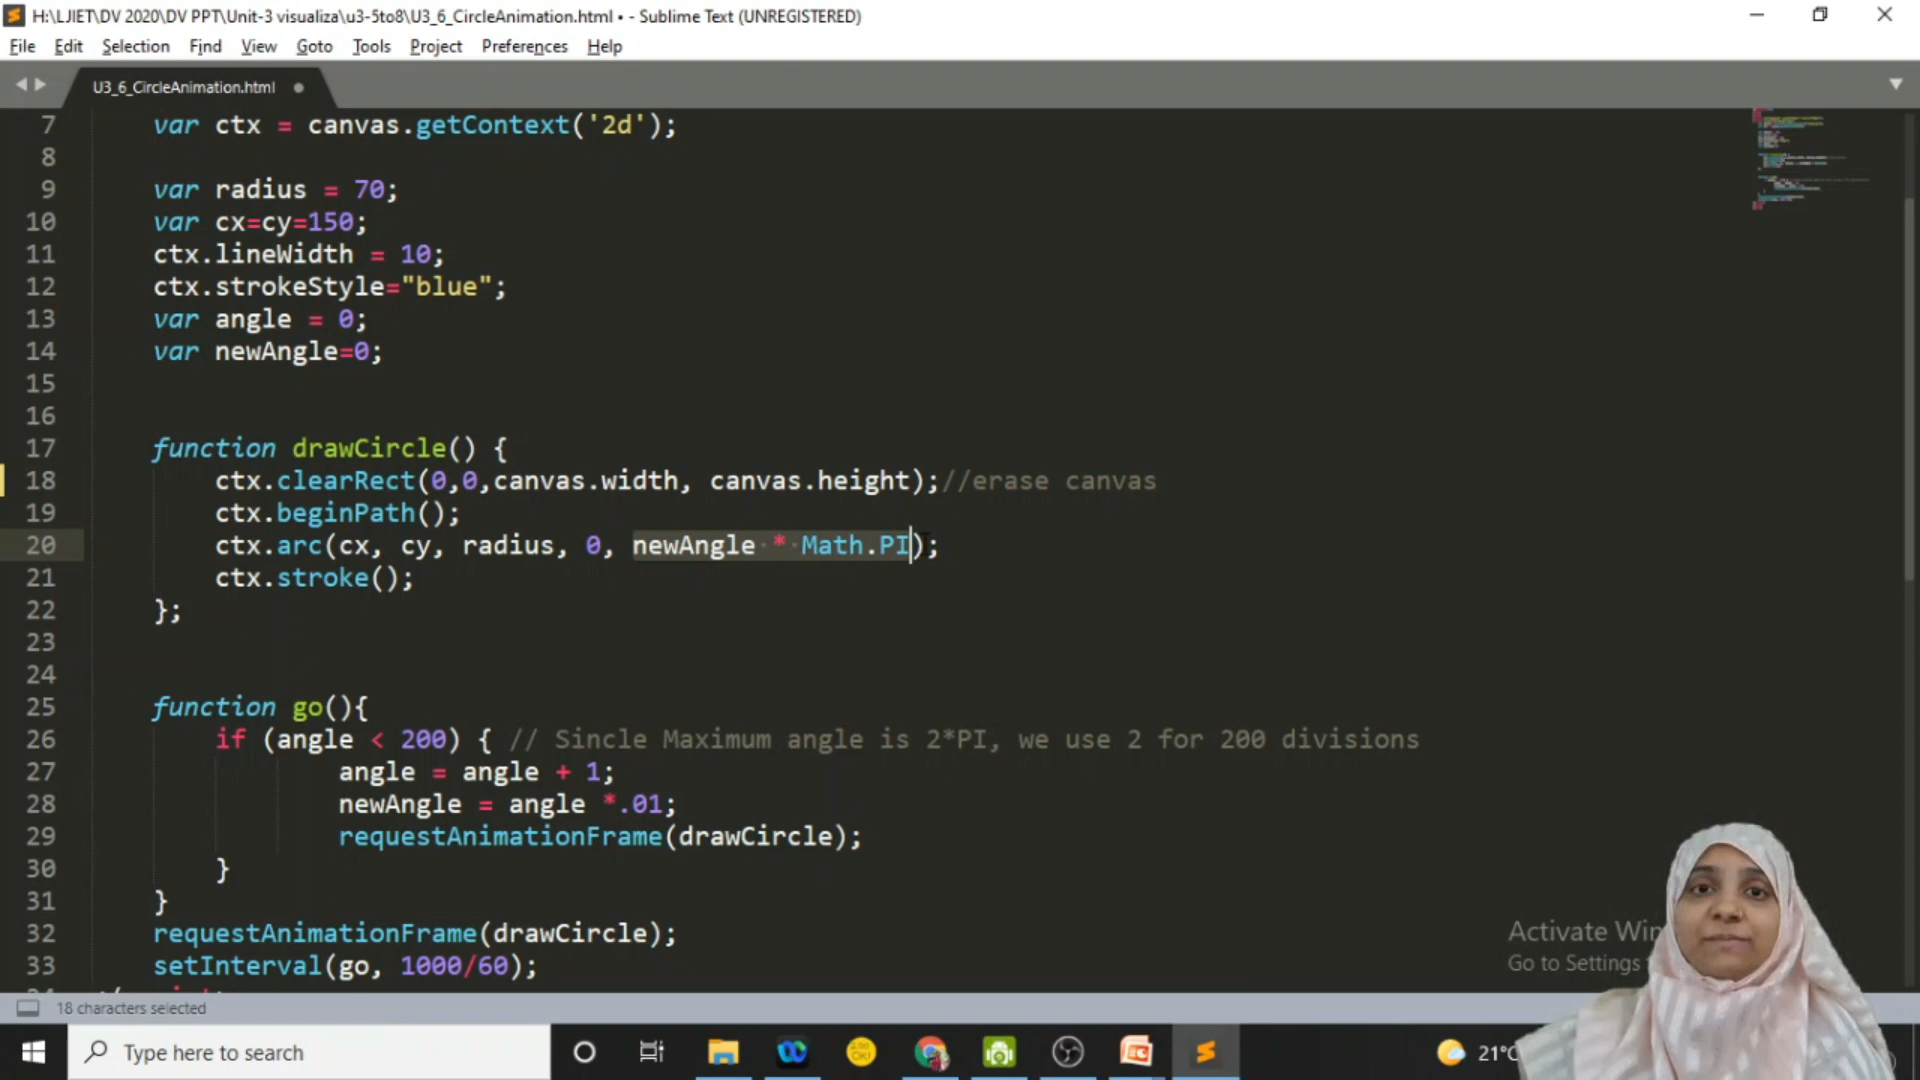 H:\LJIET\DV 2020\DV PPT\Unit-3 visualiza\u3-5to8\U3_6_CircleAnimation.html • - Sublime Text (UNREGISTERED)
File Edit Selection Find View Goto Tools Project Preferences Help
U3_6_CircleAnimation.html
7 var ctx = canvas.getContext('2d');
8
9 var radius = 70;
10 var cx=cy=150;
11 ctx.lineWidth = 10;
12 ctx.strokeStyle="blue";
13 var angle = 0;
14 var newAngle=0;
15
16
17 function drawCircle() {
18 ctx.clearRect(0,0,canvas.width, canvas.height);//erase canvas
19 ctx.beginPath();
20 ctx.arc(cx, cy, radius, 0, newAngle * Math.PI);
21 ctx.stroke();
22 };
23
24
25 function go(){
26 if (angle < 200) { // Sincle Maximum angle is 2*PI, we use 2 for 200 divisions
27 angle = angle + 1;
28 newAngle = angle *.01;
29 requestAnimationFrame(drawCircle);
30 }
31 }
32 requestAnimationFrame(drawCircle);
33 setInterval(go, 1000/60);
Activate Win
Go to Settings
18 characters selected
Type here to search
21°C